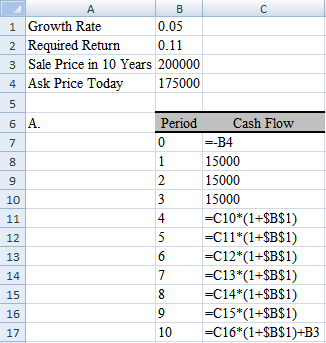 A B C
1 Growth Rate 0.05
2 Required Return 0.11
3 Sale Price in 10 Years 200000
4 Ask Price Today 175000
5
6 A. Period Cash Flow
7 0 =-B4
8 1 15000
9 2 15000
10 3 15000
11 4 =C10*(1+$B$1)
12 5 =C11*(1+$B$1)
13 6 =C12*(1+$B$1)
14 7 =C13*(1+$B$1)
15 8 =C14*(1+$B$1)
16 9 =C15*(1+$B$1)
17 10 =C16*(1+$B$1)+B3